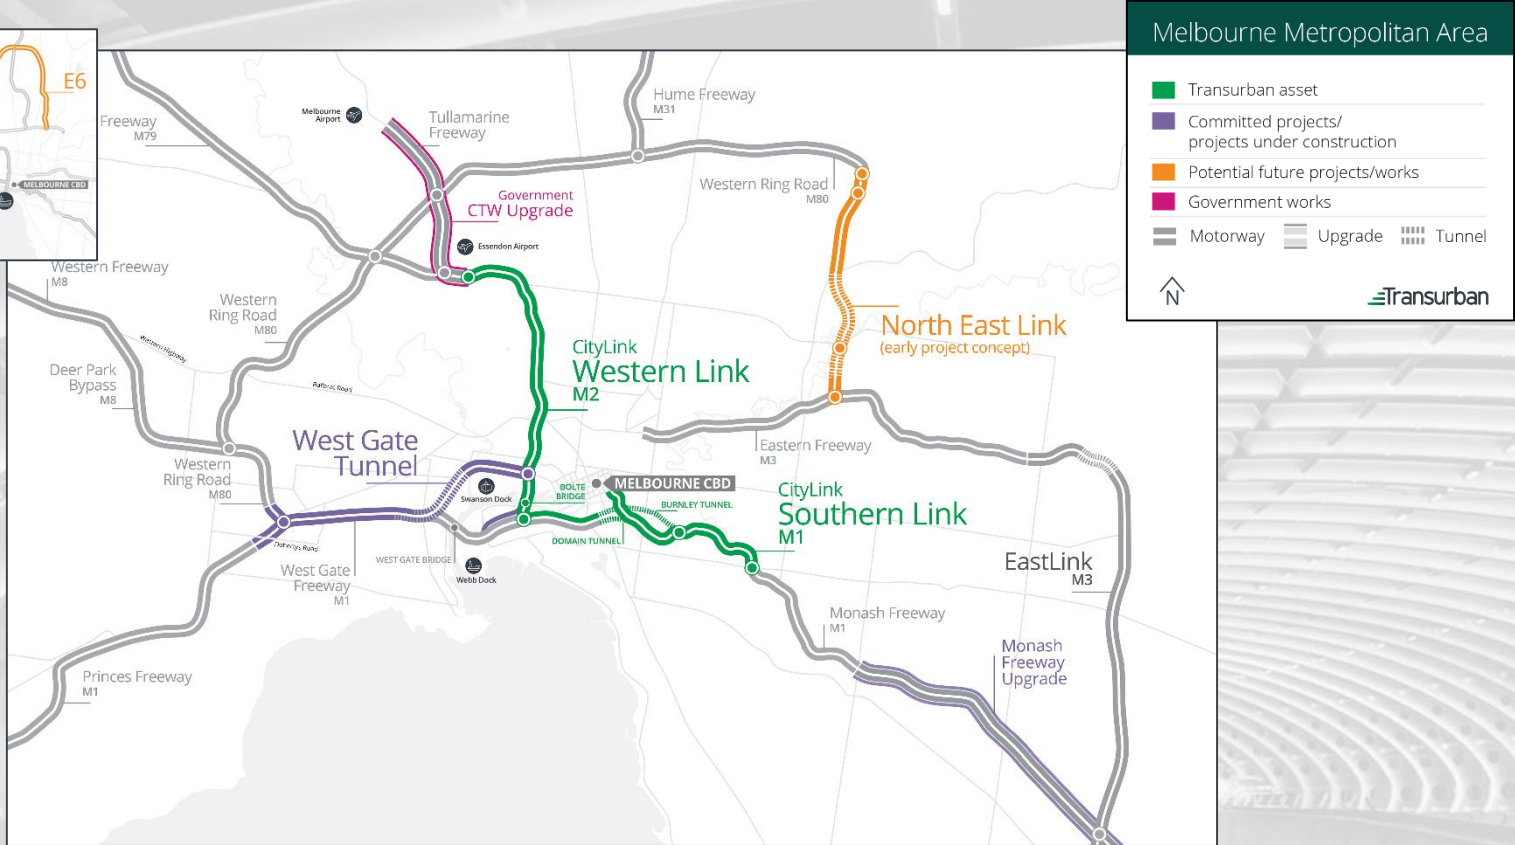 Melbourne Metropolitan Area
Transurban asset
Committed projects/
projects under construction
Potential future projects/works
Government works
Motorway
Upgrade
Tunnel
N
Transurban
E6
MELBOURNE CBD
Freeway
M79
Melbourne
Airport
Tullamarine
Freeway
Hume Freeway
M31
Western Ring Road
M80
Government
CTW Upgrade
Essendon Airport
Western Freeway
M8
Western
Ring Road
M80
Western Highway
Deer Park
Bypass
M8
Ballarat Road
CityLink
Western Link
M2
North East Link
(early project concept)
Eastern Freeway
M3
West Gate
Tunnel
Western
Ring Road
M80
Swanson Dock
BOLTE
BRIDGE
MELBOURNE CBD
BURNLEY TUNNEL
DOMAIN TUNNEL
CityLink
Southern Link
M1
Dohertys Road
WEST GATE BRIDGE
Webb Dock
West Gate
Freeway
M1
EastLink
M3
Monash Freeway
M1
Monash
Freeway
Upgrade
Princes Freeway
M1